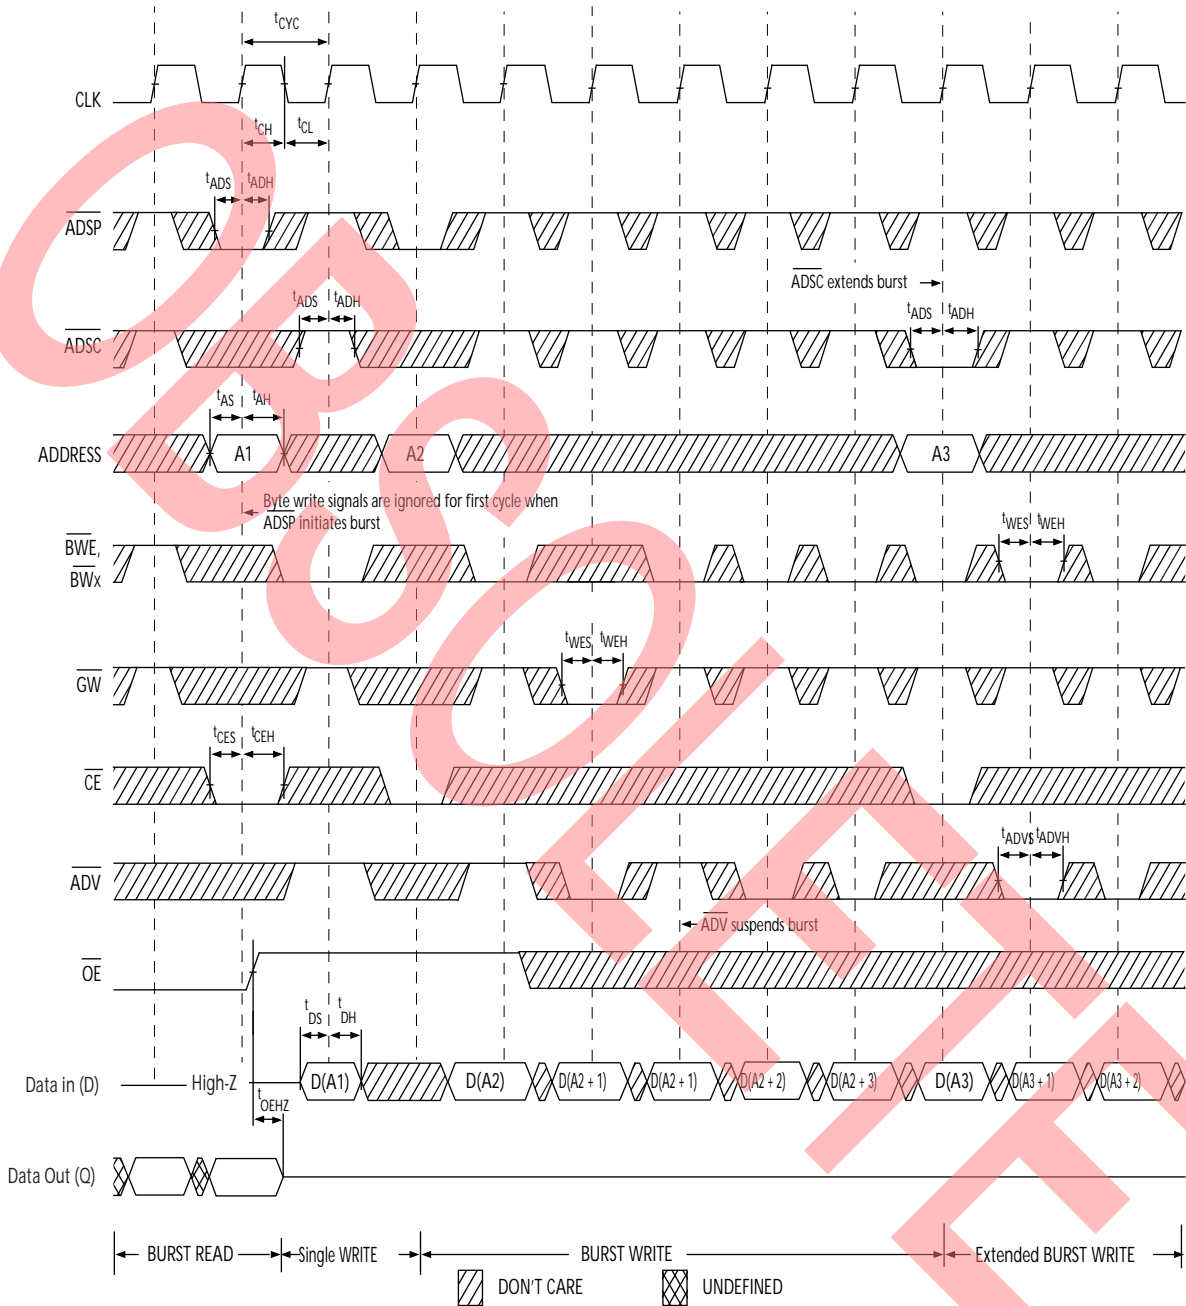 tCYC
CLK
tCH tCL
tADS tADH
ADSP
ADSC extends burst
tADS tADH
tADS tADH
ADSC
tAS tAH
ADDRESS A1 A2 A3
Byte write signals are ignored for first cycle when
ADSP initiates burst
tWES tWEH
BWE,
BWx
tWES tWEH
GW
tCES tCEH
CE
tADVS tADVH
ADV
ADV suspends burst
OE
tDS tDH
Data in (D) High-Z D(A1) D(A2) D(A2 + 1) D(A2 + 1) D(A2 + 2) D(A2 + 3) D(A3) D(A3 + 1) D(A3 + 2)
tOEHZ
Data Out (Q)
BURST READ Single WRITE BURST WRITE Extended BURST WRITE
DON'T CARE UNDEFINED
OBSOLETE